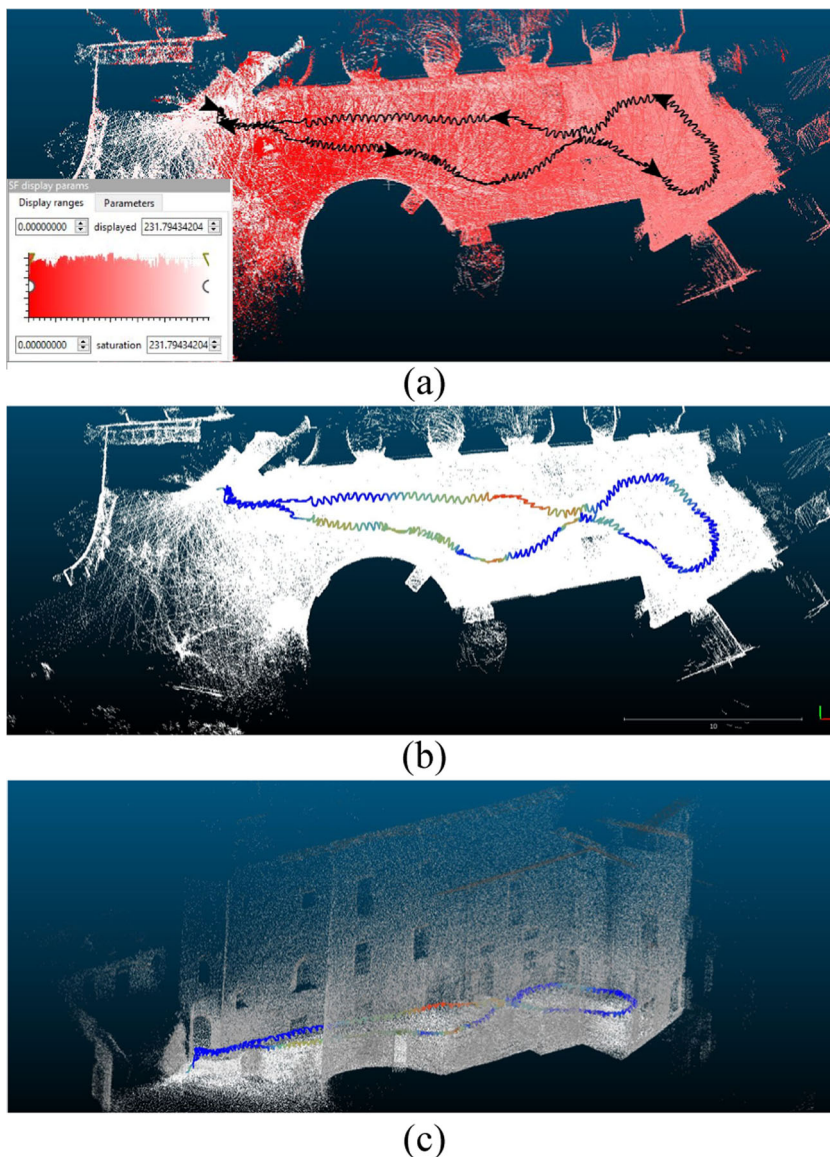 SF display params
Display ranges Parameters
0.00000000 displayed 231.79434204
0.00000000 saturation 231.79434204
(a)
10
(b)
(c)